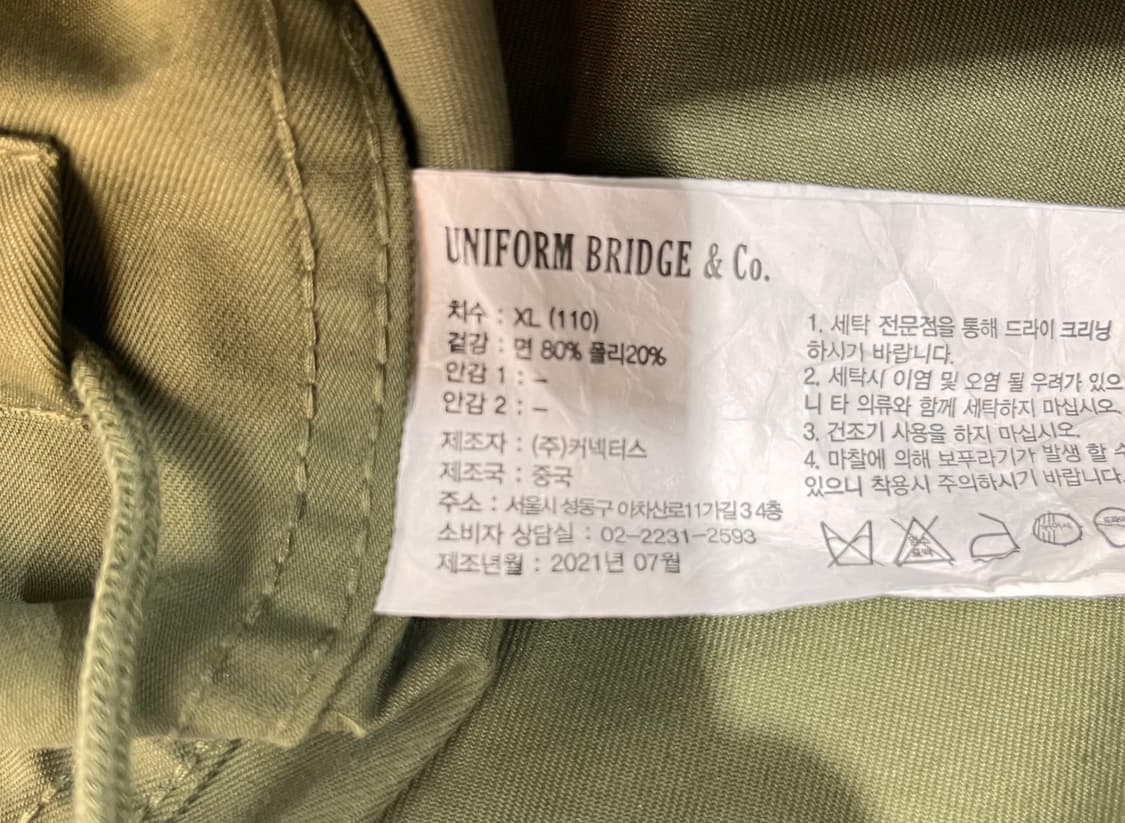 UNIFORM BRIDGE & Co.
치수 : XL (110)
겉감 : 면 80% 폴리20%
안감 1 : –
안감 2 : –
제조자 : (주)커넥터스
제조국 : 중국
주소 : 서울시 성동구 아차산로11가길 3 4층
소비자 상담실 : 02-2231-2593
제조년월 : 2021년 07월
1. 세탁 전문점을 통해 드라이 크리닝
하시기 바랍니다.
2. 세탁시 이염 및 오염 될 우려가 있으
니 타 의류와 함께 세탁하지 마십시오.
3. 건조기 사용을 하지 마십시오.
4. 마찰에 의해 보푸라기가 발생 할 수
있으니 착용시 주의하시기 바랍니다.
염소
표백